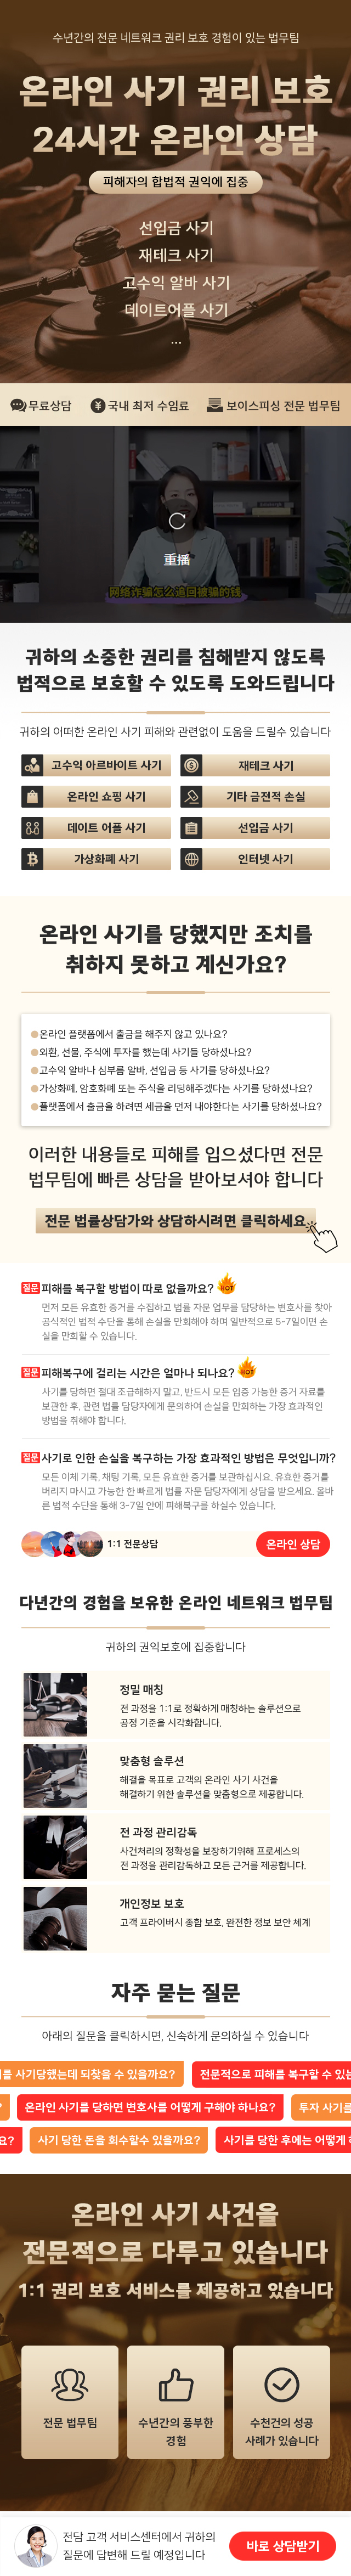 수년간의 전문 네트워크 권리 보호 경험이 있는 법무팀
온라인 사기 권리 보호
24시간 온라인 상담
피해자의 합법적 권익에 집중
선입금 사기
재테크 사기
고수익 알바 사기
데이트어플 사기
...
무료상담
국내 최저 수임료
보이스피싱 전문 법무팀
重播
网络诈骗怎么追回被骗的钱
귀하의 소중한 권리를 침해받지 않도록
법적으로 보호할 수 있도록 도와드립니다
귀하의 어떠한 온라인 사기 피해와 관련없이 도움을 드릴수 있습니다
고수익 아르바이트 사기
재테크 사기
온라인 쇼핑 사기
기타 금전적 손실
데이트 어플 사기
선입금 사기
가상화폐 사기
인터넷 사기
온라인 사기를 당했지만 조치를
취하지 못하고 계신가요?
온라인 플랫폼에서 출금을 해주지 않고 있나요?
외환, 선물, 주식에 투자를 했는데 사기들 당하셨나요?
고수익 알바나 심부름 알바, 선입금 등 사기를 당하셨나요?
가상화폐, 암호화폐 또는 주식을 리딩해주겠다는 사기를 당하셨나요?
플랫폼에서 출금을 하려면 세금을 먼저 내야한다는 사기를 당하셨나요?
이러한 내용들로 피해를 입으셨다면 전문
법무팀에 빠른 상담을 받아보셔야 합니다
전문 법률상담가와 상담하시려면 클릭하세요
질문 피해를 복구할 방법이 따로 없을까요? HOT
먼저 모든 유효한 증거를 수집하고 법률 자문 업무를 담당하는 변호사를 찾아
공식적인 법적 수단을 통해 손실을 만회해야 하며 일반적으로 5-7일이면 손
실을 만회할 수 있습니다.
질문 피해복구에 걸리는 시간은 얼마나 되나요? HOT
사기를 당하면 절대 조급해하지 말고, 반드시 모든 입증 가능한 증거 자료를
보관한 후, 관련 법률 담당자에게 문의하여 손실을 만회하는 가장 효과적인
방법을 취해야 합니다.
질문 사기로 인한 손실을 복구하는 가장 효과적인 방법은 무엇입니까?
모든 이체 기록, 채팅 기록, 모든 유효한 증거를 보관하십시요. 유효한 증거를
버리지 마시고 가능한 한 빠르게 법률 자문 담당자에게 상담을 받으세요. 올바
른 법적 수단을 통해 3-7일 안에 피해복구를 하실수 있습니다.
1:1 전문상담
온라인 상담
다년간의 경험을 보유한 온라인 네트워크 법무팀
귀하의 권익보호에 집중합니다
정밀 매칭
전 과정을 1:1로 정확하게 매칭하는 솔루션으로
공정 기준을 시각화합니다.
맞춤형 솔루션
해결을 목표로 고객의 온라인 사기 사건을
해결하기 위한 솔루션을 맞춤형으로 제공합니다.
전 과정 관리감독
사건처리의 정확성을 보장하기위해 프로세스의
전 과정을 관리감독하고 모든 근거를 제공합니다.
개인정보 보호
고객 프라이버시 종합 보호, 완전한 정보 보안 체계
자주 묻는 질문
아래의 질문을 클릭하시면, 신속하게 문의하실 수 있습니다
를 사기당했는데 되찾을 수 있을까요?
전문적으로 피해를 복구할 수 있는
?
온라인 사기를 당하면 변호사를 어떻게 구해야 하나요?
투자 사기를
요?
사기 당한 돈을 회수할수 있을까요?
사기를 당한 후에는 어떻게
온라인 사기 사건을
전문적으로 다루고 있습니다
1:1 권리 보호 서비스를 제공하고 있습니다
전문 법무팀
수년간의 풍부한
경험
수천건의 성공
사례가 있습니다
전담 고객 서비스센터에서 귀하의
질문에 답변해 드릴 예정입니다
바로 상담받기